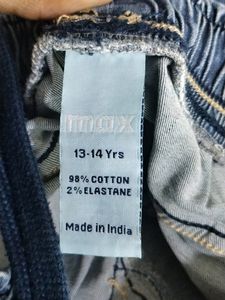 max
13-14 Yrs
98% COTTON
2% ELASTANE
Made in India